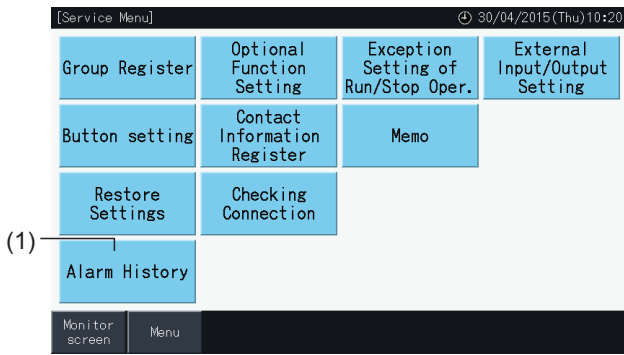 [Service Menu] 30/04/2015(Thu)10:20
Group Register
Optional
Function
Setting
Exception
Setting of
Run/Stop Oper.
External
Input/Output
Setting
Button setting
Contact
Information
Register
Memo
Restore
Settings
Checking
Connection
(1)
Alarm History
Monitor
screen
Menu